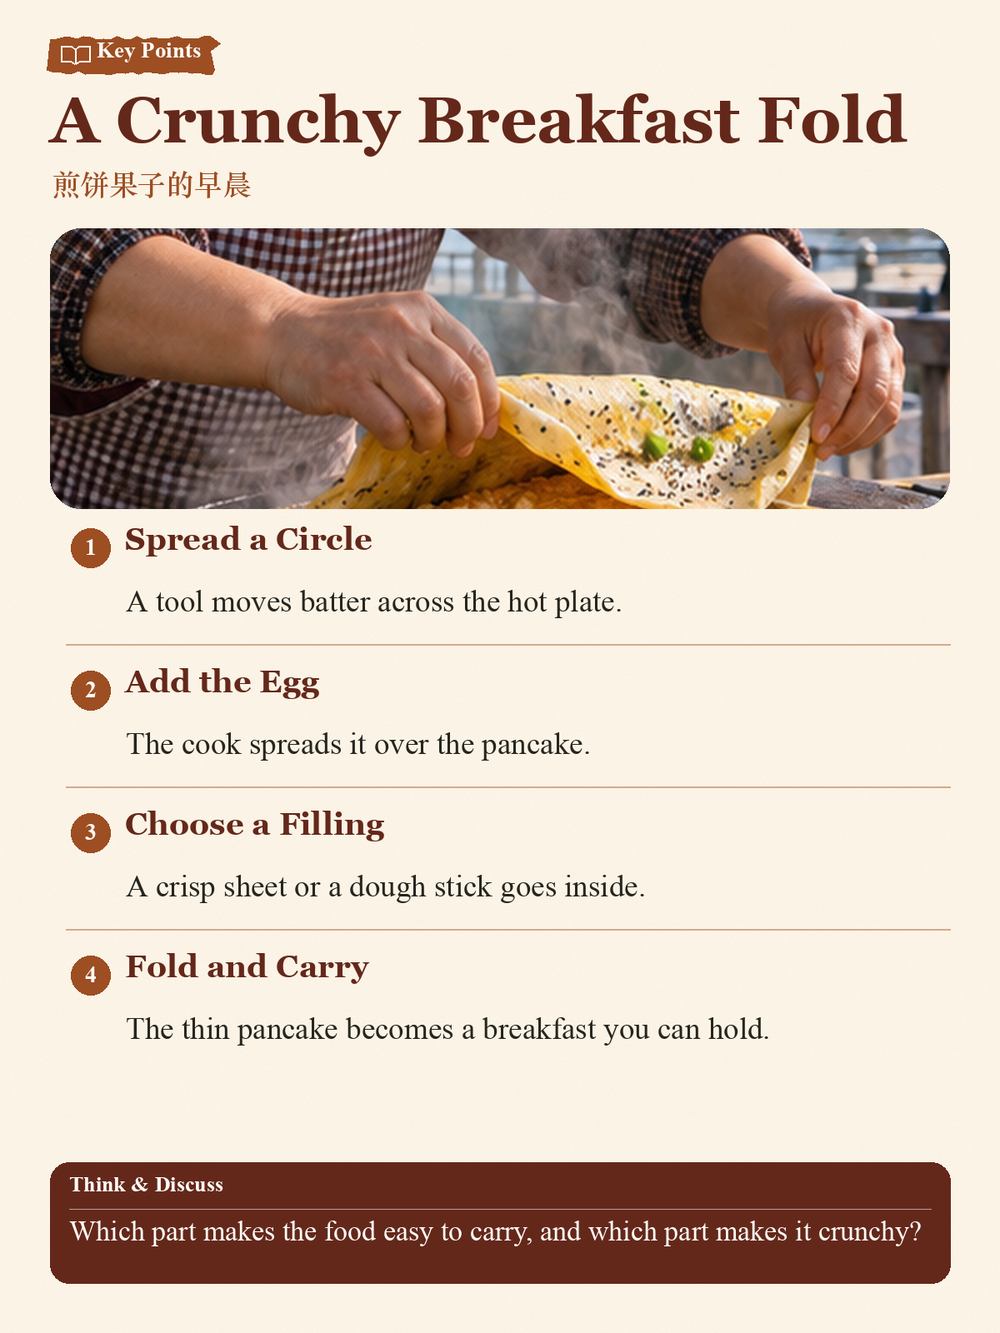 Key Points
A Crunchy Breakfast Fold
煎饼果子的早晨
1 Spread a Circle
A tool moves batter across the hot plate.
2 Add the Egg
The cook spreads it over the pancake.
3 Choose a Filling
A crisp sheet or a dough stick goes inside.
4 Fold and Carry
The thin pancake becomes a breakfast you can hold.
Think & Discuss
Which part makes the food easy to carry, and which part makes it crunchy?